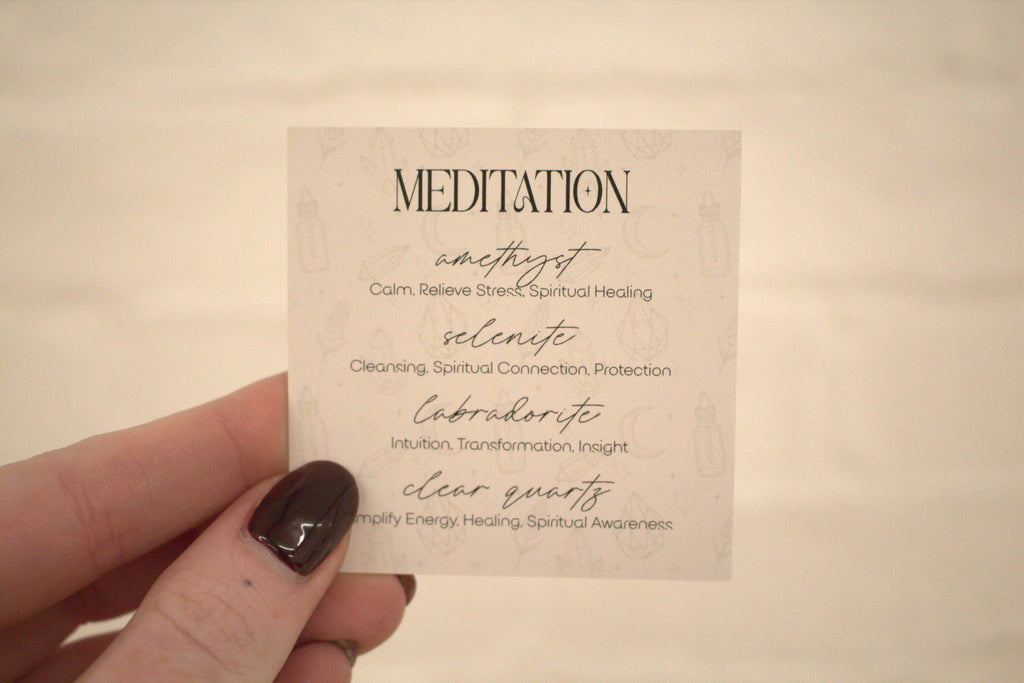 MEDITATION
amethyst
Calm, Relieve Stress, Spiritual Healing
selenite
Cleansing, Spiritual Connection, Protection
labradorite
Intuition, Transformation, Insight
clear quartz
Energy, Healing, Spiritual Awareness